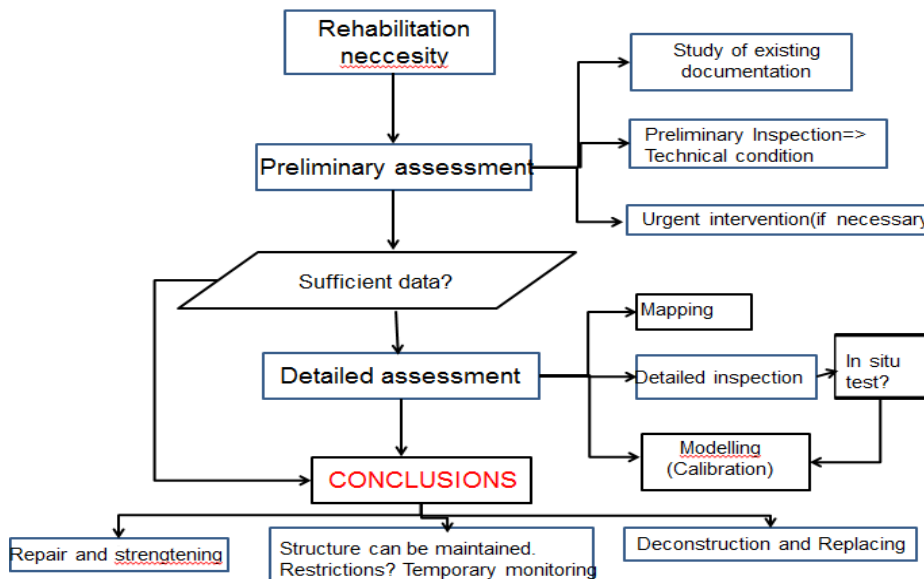 Rehabilitation
neccesity
Study of existing
documentation
Preliminary Inspection=>
Technical condition
Preliminary assessment
Urgent intervention(if necessary
Sufficient data?
Mapping
In situ
test?
Detailed assessment
Detailed inspection
Modelling
(Calibration)
CONCLUSIONS
Repair and strengtening
Structure can be maintained.
Restrictions? Temporary monitoring
Deconstruction and Replacing